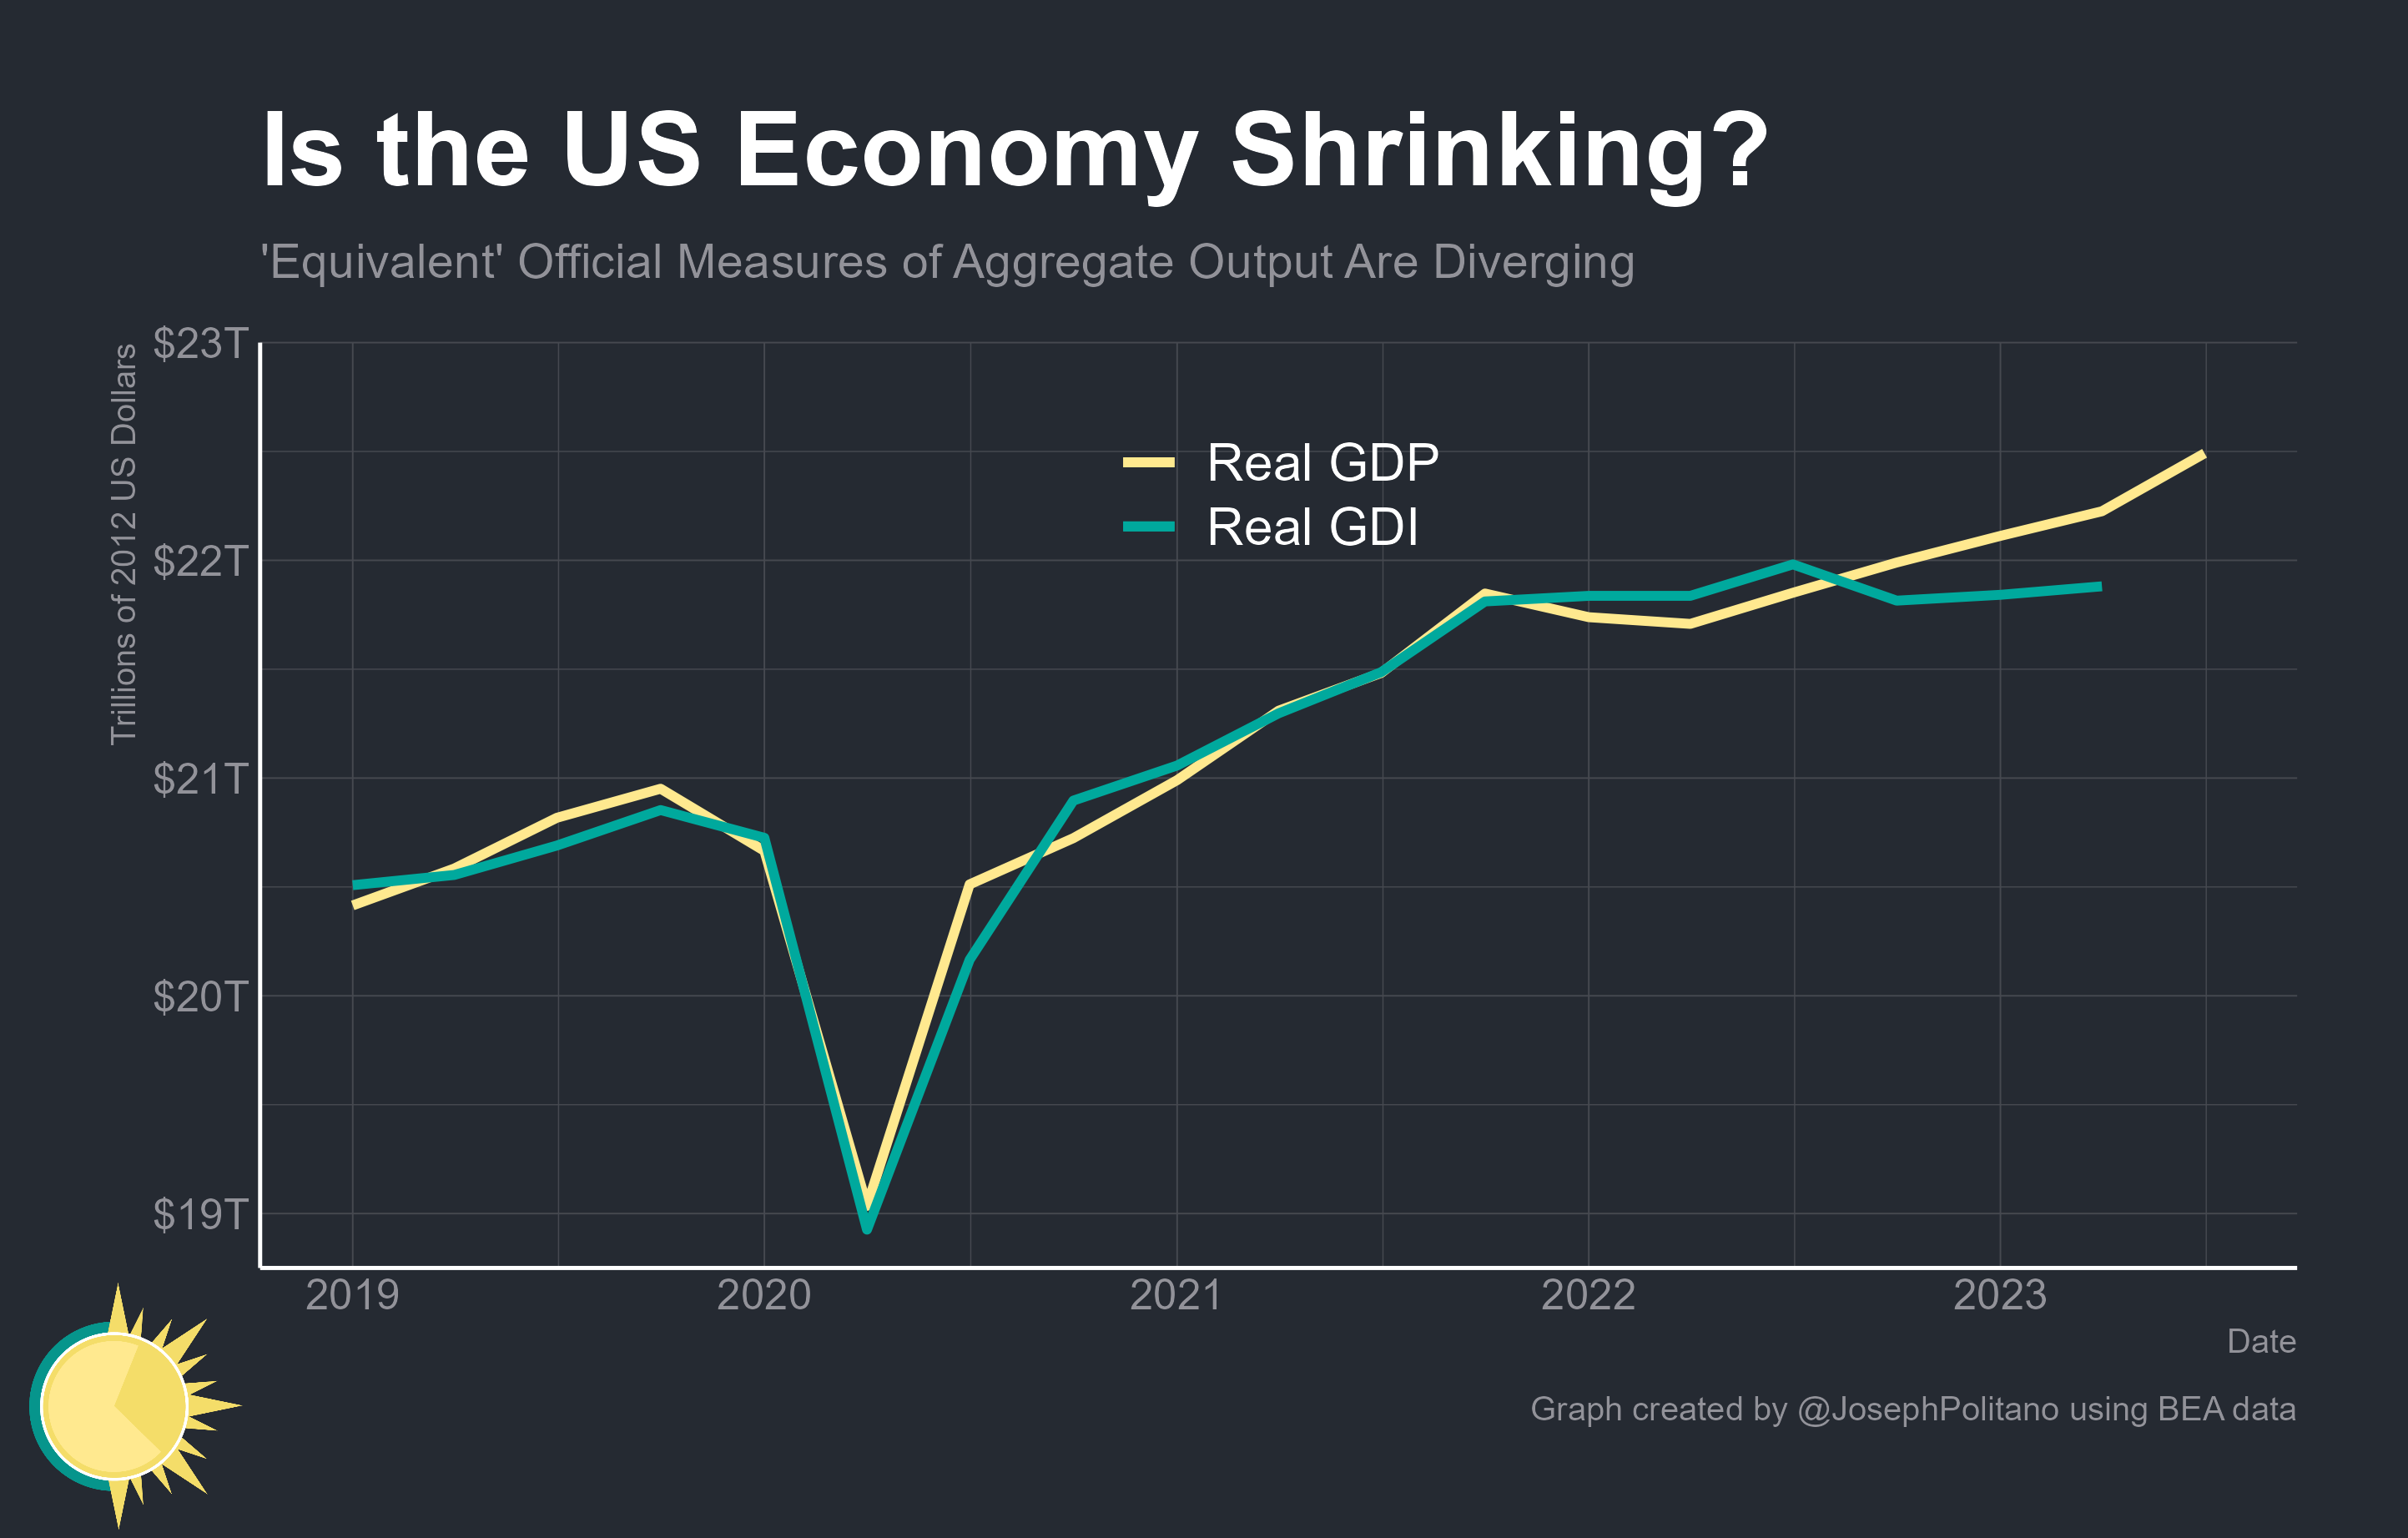 Is the US Economy Shrinking?
'Equivalent' Official Measures of Aggregate Output Are Diverging
Trillions of 2012 US Dollars
$23T
$22T
$21T
$20T
$19T
Real GDP
Real GDI
2019
2020
2021
2022
2023
Date
Graph created by @JosephPolitano using BEA data